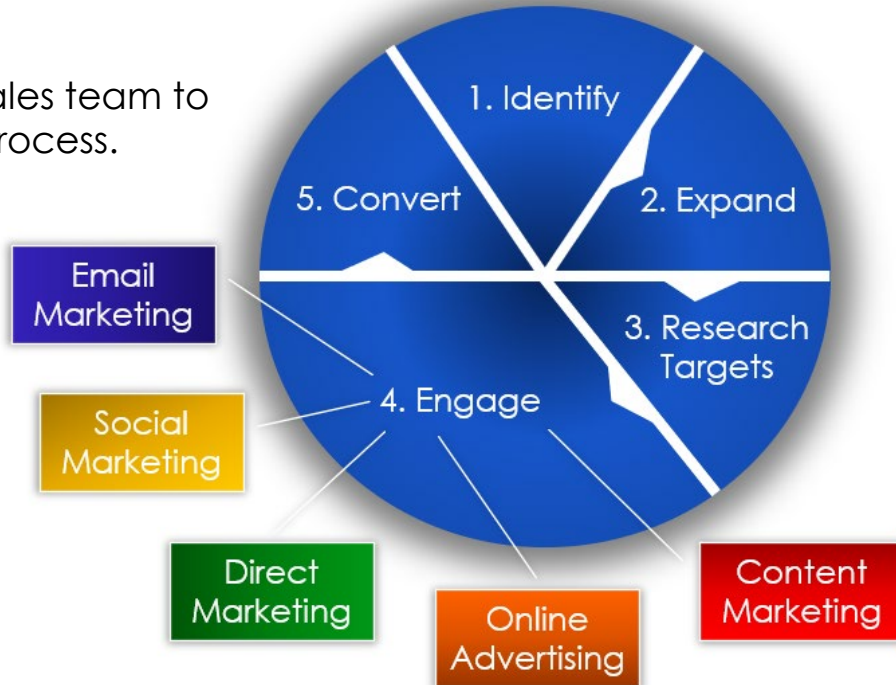 ales team to
process.
1. Identify
2. Expand
3. Research
Targets
4. Engage
5. Convert
Email
Marketing
Social
Marketing
Direct
Marketing
Online
Advertising
Content
Marketing